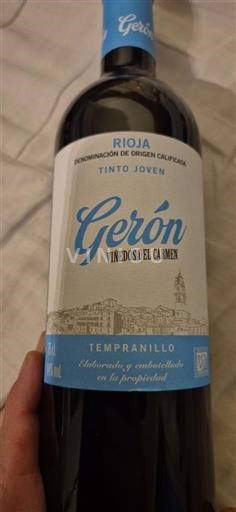 Gerón
RIOJA
DENOMINACIÓN DE ORIGEN CALIFICADA
TINTO JOVEN
Gerón
VIÑEDOS DEL CARMEN
TEMPRANILLO
Elaborado y embotellado
en la propiedad